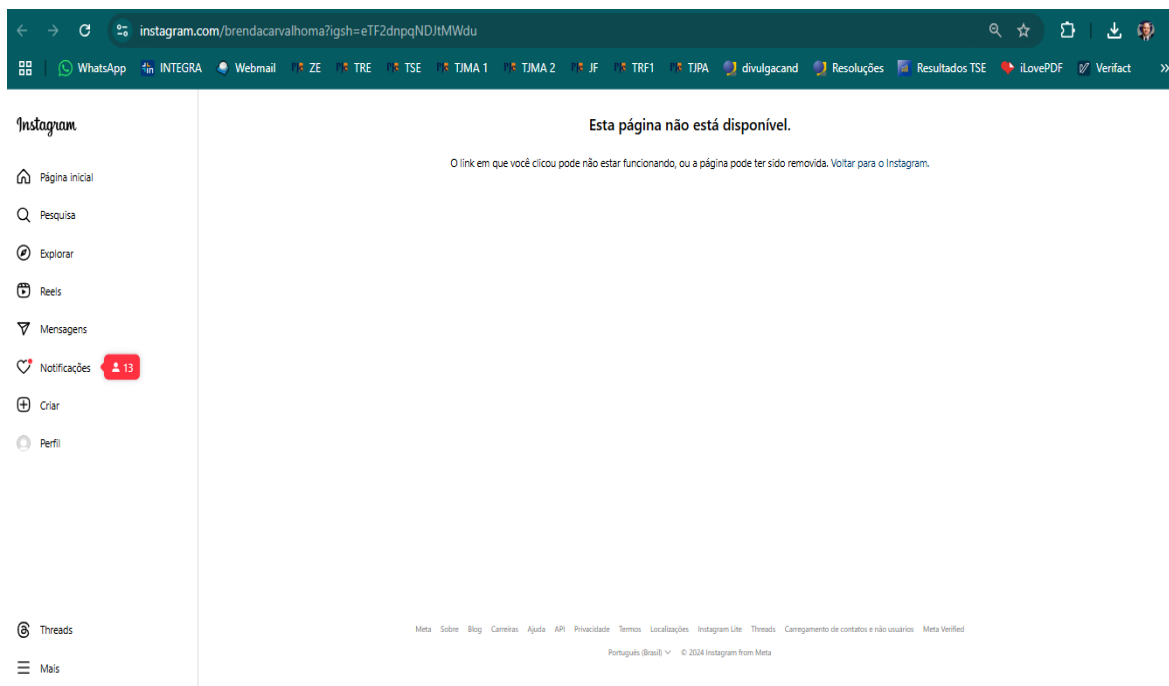 instagram.com/brendacarvalhoma?igsh=eTF2dnpqNDJtMWdu
WhatsApp INTEGRA Webmail ZE TRE TSE TJMA 1 TJMA 2 JF TRF1 TJPA divulgacand Resoluções Resultados TSE iLovePDF Verifact »
Instagram
Esta página não está disponível.
O link em que você clicou pode não estar funcionando, ou a página pode ter sido removida. Voltar para o Instagram.
Página inicial
Pesquisa
Explorar
Reels
Mensagens
Notificações 13
Criar
Perfil
Threads
Mais
Meta Sobre Blog Carreiras Ajuda API Privacidade Termos Localizações Instagram Lite Threads Carregamento de contatos e não usuários Meta Verified
Português (Brasil) © 2024 Instagram from Meta